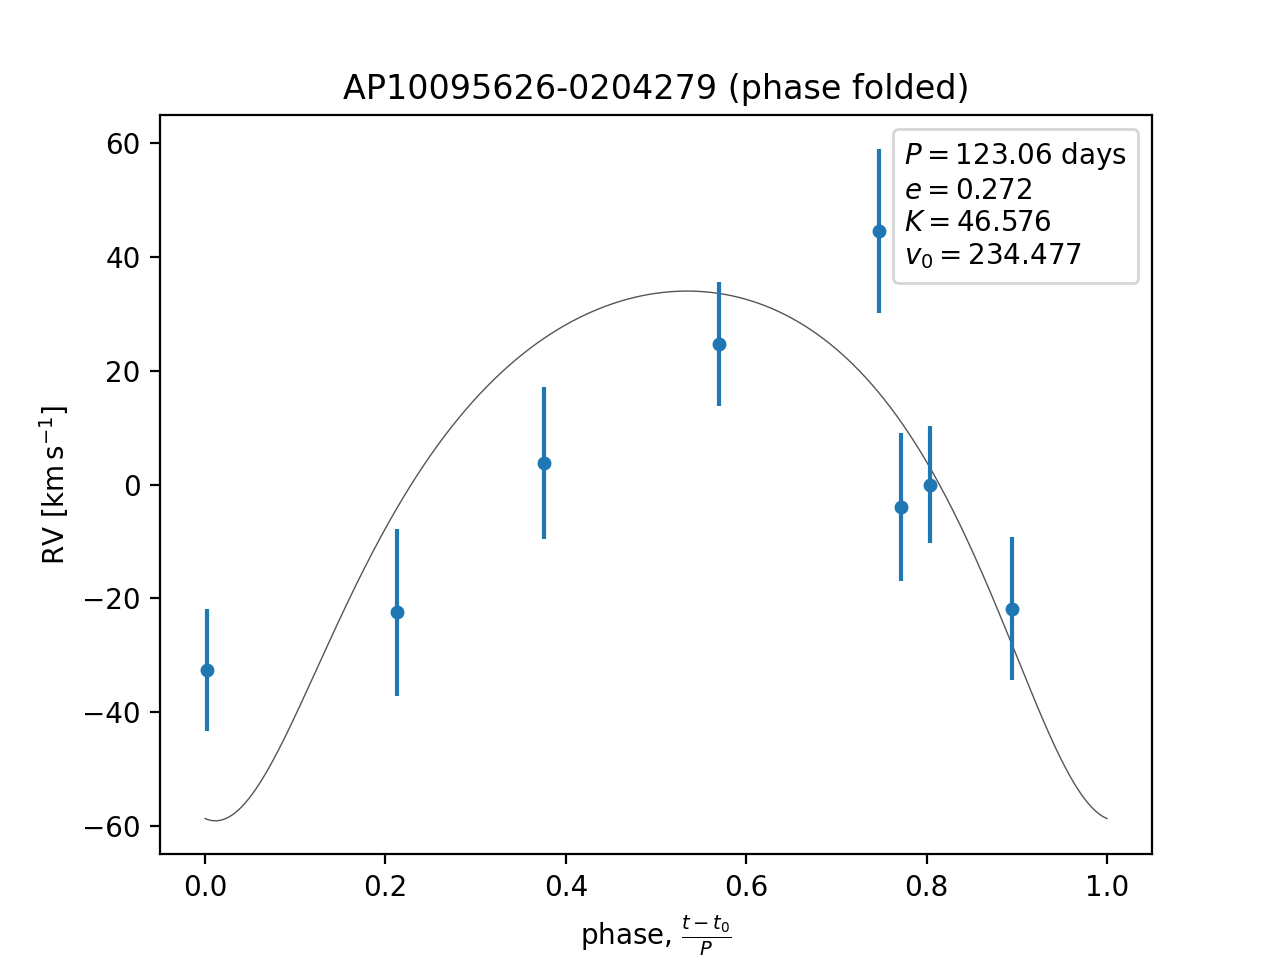 AP10095626-0204279 (phase folded)
P = 123.06 days
e = 0.272
K = 46.576
v₀ = 234.477
60
40
20
0
−20
−40
−60
RV [km s⁻¹]
0.0 0.2 0.4 0.6 0.8 1.0
phase, (t − t₀)/P